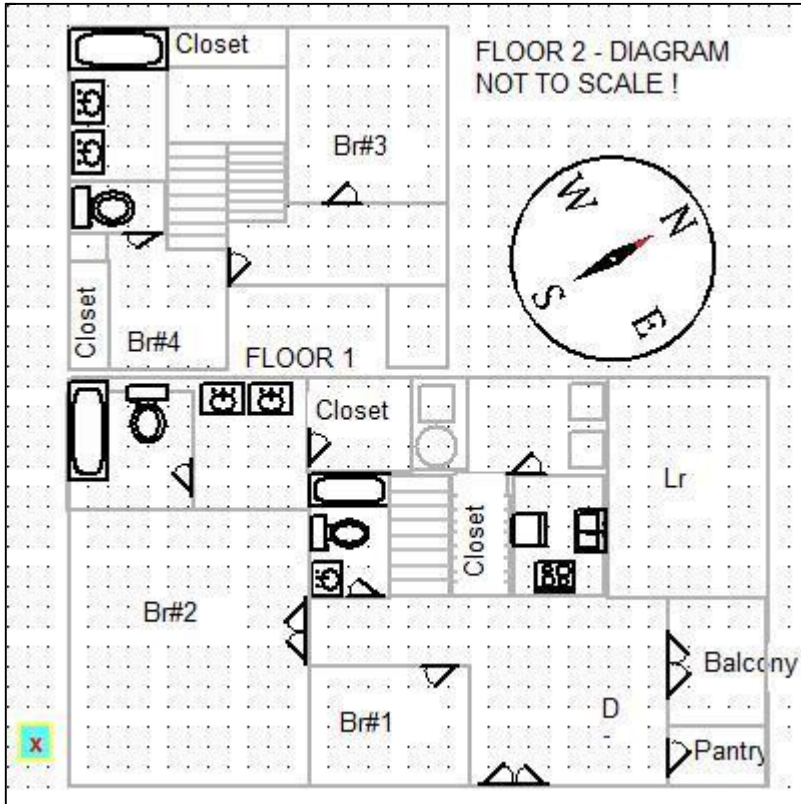 Closet
FLOOR 2 - DIAGRAM
NOT TO SCALE !
Br#3
W
N
S
E
Closet
Br#4
FLOOR 1
Closet
Lr
Closet
Br#2
Balcony
Br#1
D
x
Pantry